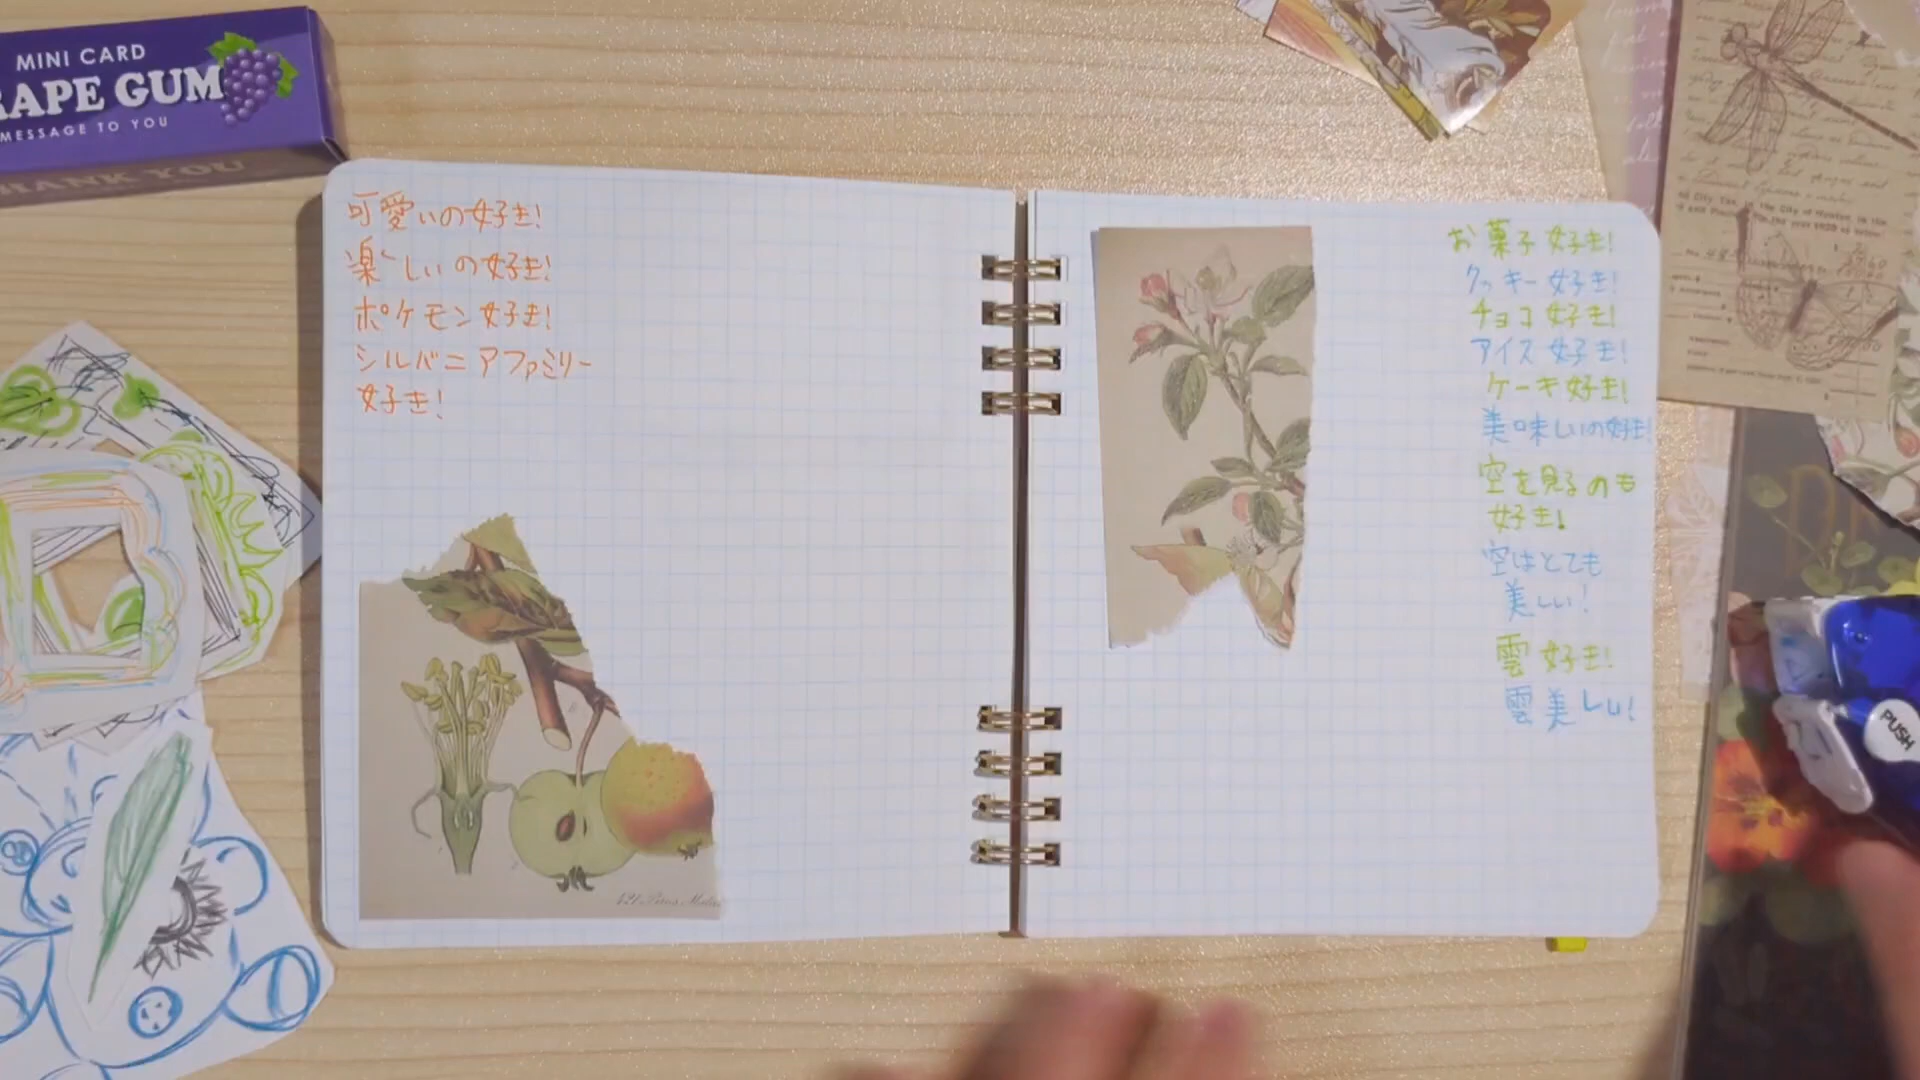 MINI CARD
RAPE GUM
MESSAGE TO YOU
THANK YOU
可愛いの好き!
楽しいの好き!
ポケモン好き!
シルバニアファミリー
好き!
お菓子好き!
クッキー好き!
チョコ好き!
アイス好き!
ケーキ好き!
美味しいの好き!
空を見るのも
好き!
空はとても
美しい!
雲好き!
雲美しい!
PUSH